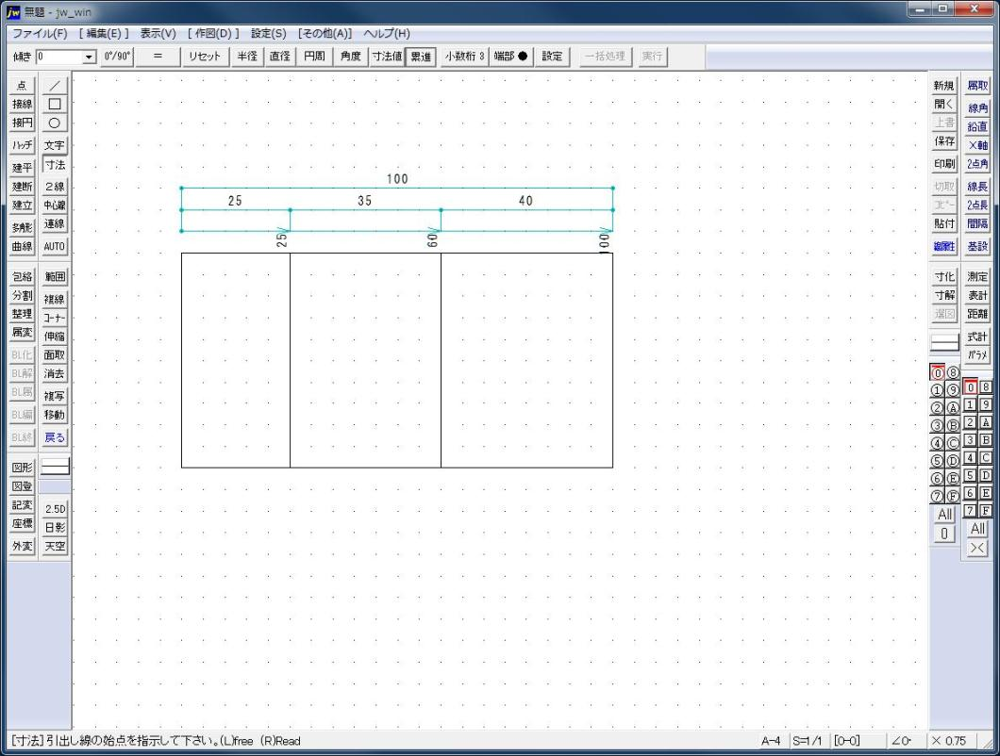 無題 - jw_win
ファイル(F) [ 編集(E) ] 表示(V) [ 作図(D) ] 設定(S) [その他(A)] ヘルプ(H)
傾き 0 0°/90° ＝ リセット 半径 直径 円周 角度 寸法値 累進 小数桁 3 端部 ● 設定 一括処理 実行
点 ／
接線 □
接円 ○
ハッチ 文字
建平 寸法
建断 2線
建立 中心線
多角形 連線
曲線 AUTO
包絡 範囲
分割 複線
整理 コーナー
属変 伸縮
BL化 面取
BL解 消去
BL属 複写
BL編 移動
BL終 戻る
図形
図登
記変 2.5D
座標 日影
外変 天空
100
25 35 40
25 60 100
新規 属取
開く 線角
上書 鉛直
保存 X軸
印刷 2点角
切取 線長
コピー 2点長
貼付 間隔
線属性 基設
寸化 測定
寸解 表計
選図 距離
式計
パラメ
0 8 0 8
1 9 1 9
2 A 2 A
3 B 3 B
4 C 4 C
5 D 5 D
6 E 6 E
7 F 7 F
All All
0 ><
[寸法] 引出し線の始点を指示して下さい。(L)free (R)Read A-4 S=1/1 [0-0] ∠0 × 0.75